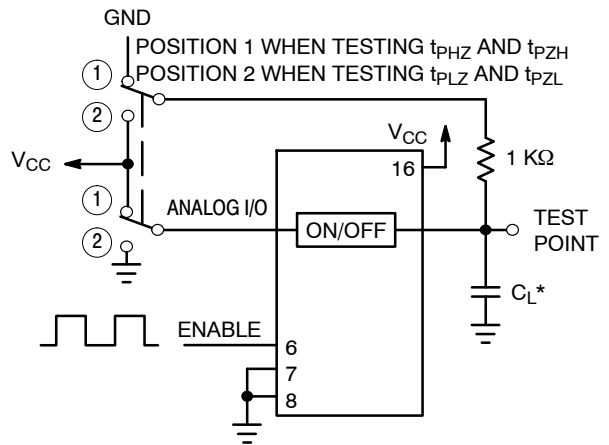 GND
POSITION 1 WHEN TESTING tPHZ AND tPZH
POSITION 2 WHEN TESTING tPLZ AND tPZL
1
2
VCC
VCC
16
1 KΩ
1
2
ANALOG I/O
ON/OFF
TEST
POINT
CL*
ENABLE
6
7
8